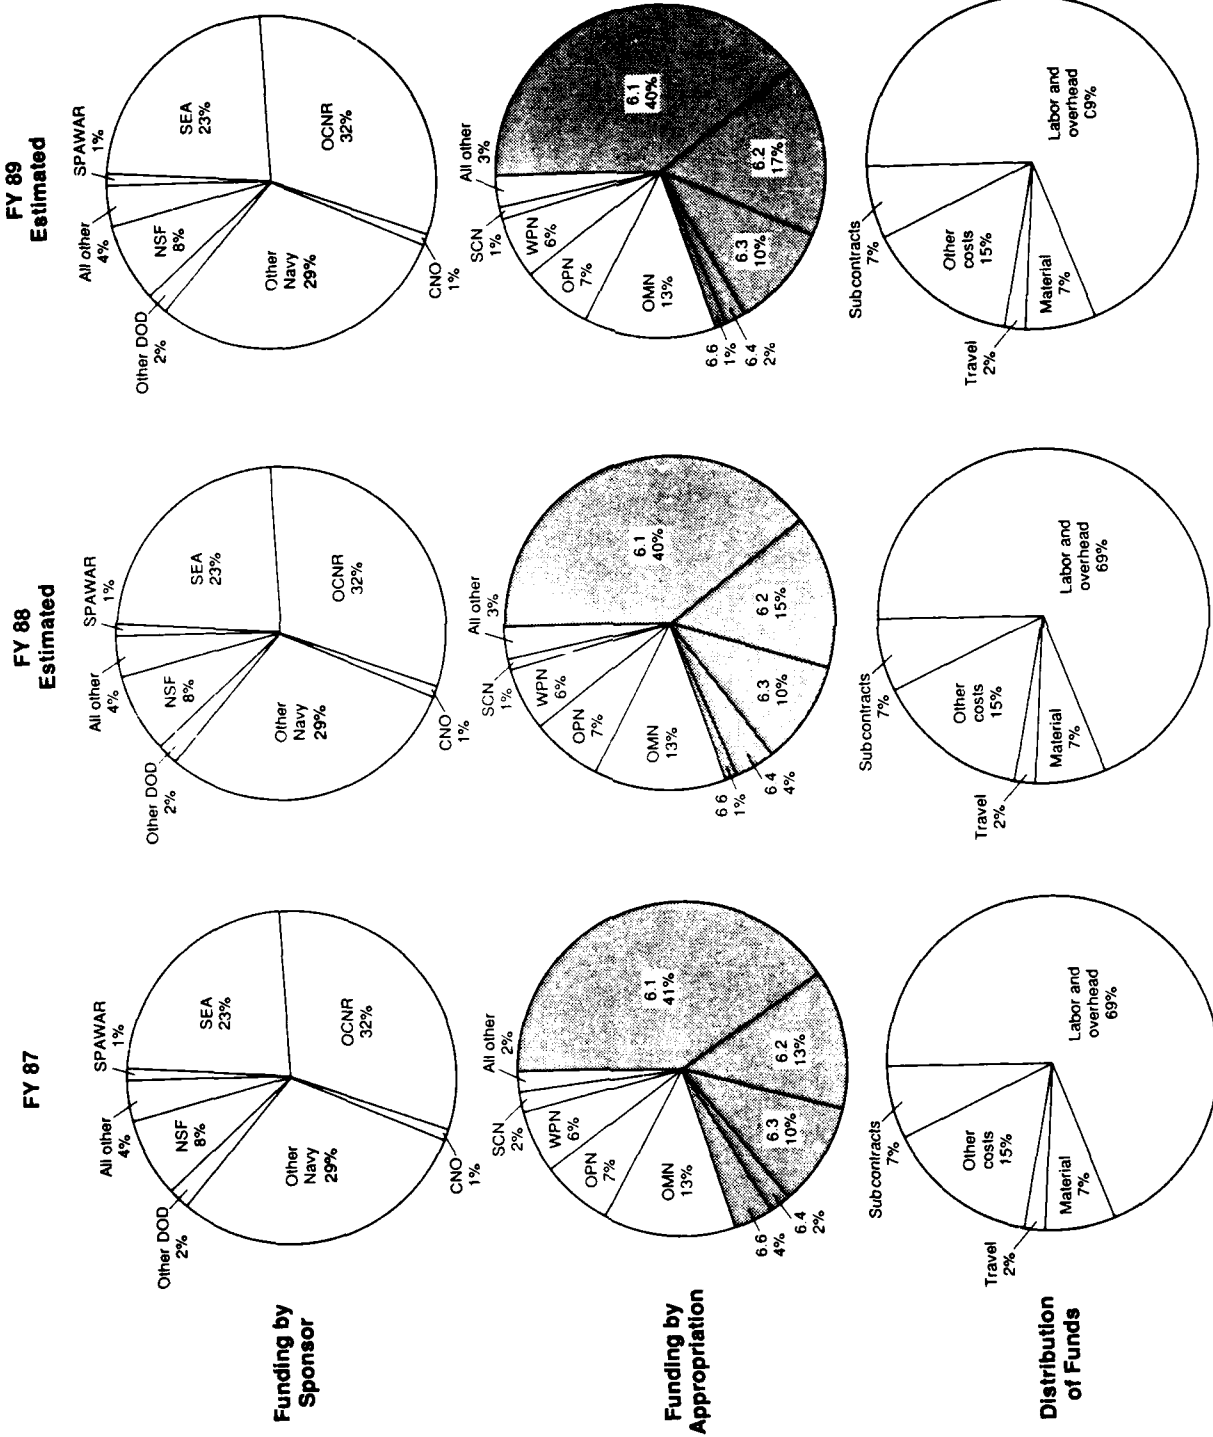 FY 87
FY 88
Estimated
FY 89
Estimated
Funding by
Sponsor
SPAWAR
1%
All other
4%
SEA
23%
NSF
8%
Other DOD
2%
OCNR
32%
Other
Navy
29%
CNO
1%
SPAWAR
1%
All other
4%
SEA
23%
NSF
8%
Other DOD
2%
OCNR
32%
Other
Navy
29%
CNO
1%
SPAWAR
1%
All other
4%
SEA
23%
NSF
8%
Other DOD
2%
OCNR
32%
Other
Navy
29%
CNO
1%
Funding by
Appropriation
All other
2%
SCN
2%
WPN
6%
OPN
7%
6.1
41%
OMN
13%
6.2
13%
6.3
10%
6.6
4%
6.4
2%
All other
3%
SCN
1%
WPN
6%
OPN
7%
6.1
40%
OMN
13%
6 2
15%
6.3
10%
6 6
1%
6 4
4%
All other
3%
SCN
1%
WPN
6%
OPN
7%
6.1
40%
OMN
13%
6.2
17%
6.3
10%
6.6
1%
6.4
2%
Distribution
of Funds
Subcontracts
7%
Other
costs
15%
Travel
2%
Material
7%
Labor and
overhead
69%
Subcontracts
7%
Other
costs
15%
Travel
2%
Material
7%
Labor and
overhead
69%
Subcontracts
7%
Other
costs
15%
Travel
2%
Material
7%
Labor and
overhead
C9%